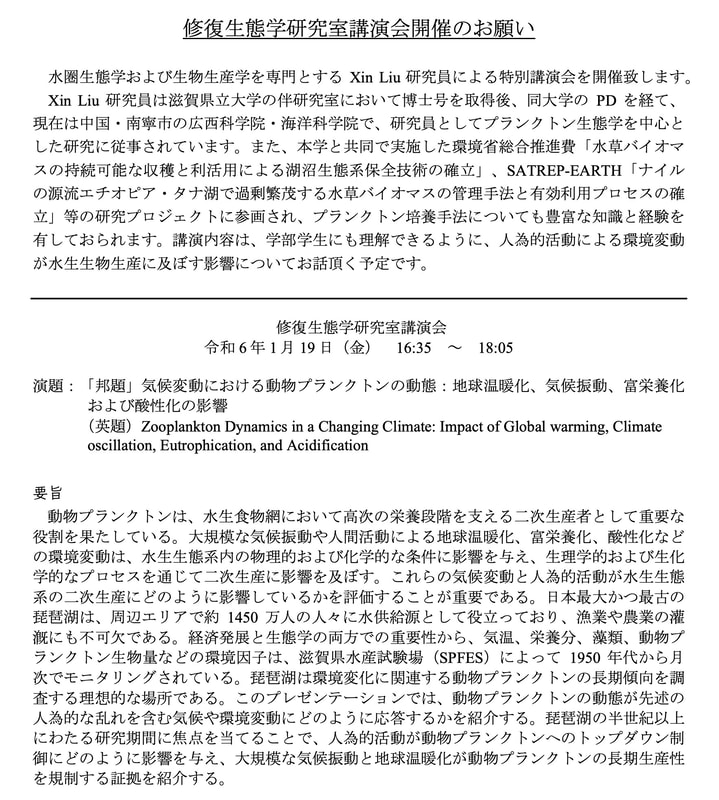 修復生態学研究室講演会開催のお願い
水圏生態学および生物生産学を専門とする Xin Liu 研究員による特別講演会を開催致します。
Xin Liu 研究員は滋賀県立大学の伴研究室において博士号を取得後、同大学の PD を経て、
現在は中国・南寧市の広西科学院・海洋科学院で、研究員としてプランクトン生態学を中心と
した研究に従事されています。また、本学と共同で実施した環境省総合推進費「水草バイオマ
スの持続可能な収穫と利活用による湖沼生態系保全技術の確立」、SATREP-EARTH「ナイル
の源流エチオピア・タナ湖で過剰繁茂する水草バイオマスの管理手法と有効利用プロセスの確
立」等の研究プロジェクトに参画され、プランクトン培養手法についても豊富な知識と経験を
有しておられます。講演内容は、学部学生にも理解できるように、人為的活動による環境変動
が水生生物生産に及ぼす影響についてお話頂く予定です。
修復生態学研究室講演会
令和 6 年 1 月 19 日（金） 16:35 ～ 18:05
演題：「邦題」気候変動における動物プランクトンの動態：地球温暖化、気候振動、富栄養化
および酸性化の影響
（英題）Zooplankton Dynamics in a Changing Climate: Impact of Global warming, Climate
oscillation, Eutrophication, and Acidification
要旨
動物プランクトンは、水生食物網において高次の栄養段階を支える二次生産者として重要な
役割を果たしている。大規模な気候振動や人間活動による地球温暖化、富栄養化、酸性化など
の環境変動は、水生生態系内の物理的および化学的な条件に影響を与え、生理学的および生化
学的なプロセスを通じて二次生産に影響を及ぼす。これらの気候変動と人為的活動が水生生態
系の二次生産にどのように影響しているかを評価することが重要である。日本最大かつ最古の
琵琶湖は、周辺エリアで約 1450 万人の人々に水供給源として役立っており、漁業や農業の灌
漑にも不可欠である。経済発展と生態学の両方での重要性から、気温、栄養分、藻類、動物プ
ランクトン生物量などの環境因子は、滋賀県水産試験場（SPFES）によって 1950 年代から月
次でモニタリングされている。琵琶湖は環境変化に関連する動物プランクトンの長期傾向を調
査する理想的な場所である。このプレゼンテーションでは、動物プランクトンの動態が先述の
人為的な乱れを含む気候や環境変動にどのように応答するかを紹介する。琵琶湖の半世紀以上
にわたる研究期間に焦点を当てることで、人為的活動が動物プランクトンへのトップダウン制
御にどのように影響を与え、大規模な気候振動と地球温暖化が動物プランクトンの長期生産性
を規制する証拠を紹介する。